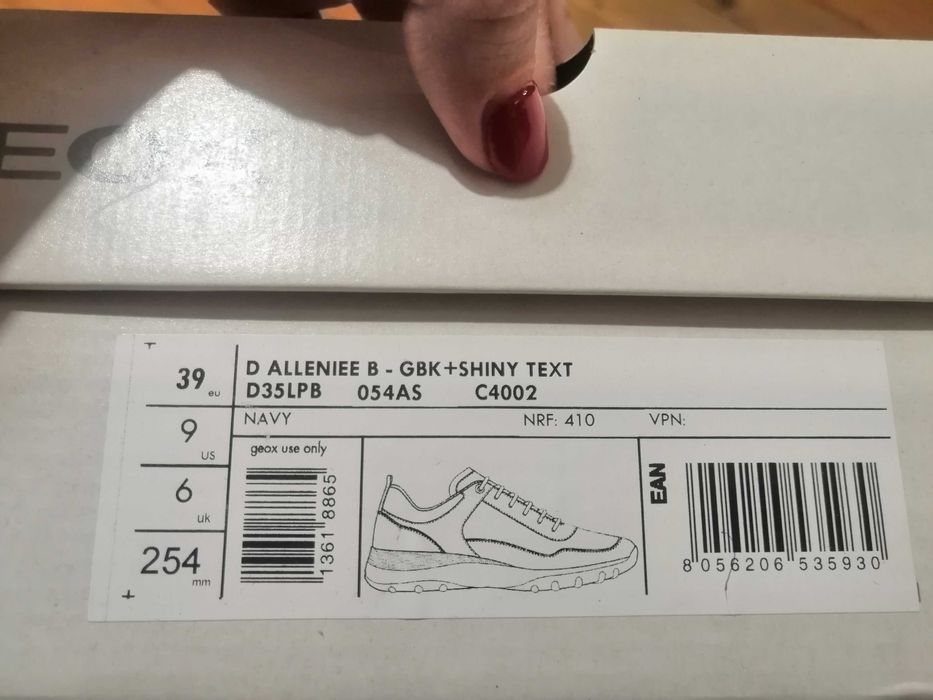 EO
39 eu
D ALLENIEE B - GBK+SHINY TEXT
D35LPB 054AS C4002
NAVY NRF: 410 VPN:
9 US
6 uk
254 mm
geox use only
1361 8865
EAN
8 056206 535930